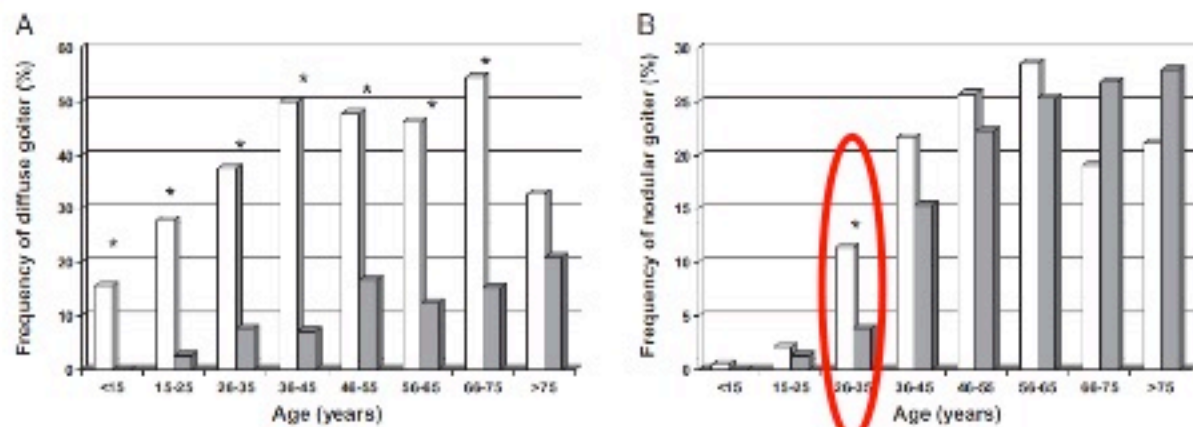 A
Frequency of diffuse goiter (%)
60
50
40
30
20
10
0
* * * * * * *
<15 15-25 26-35 36-45 46-55 56-65 66-75 >75
Age (years)
B
Frequency of nodular goiter (%)
30
25
20
15
10
5
0
*
<15 15-25 26-35 36-45 46-55 56-65 66-75 >75
Age (years)